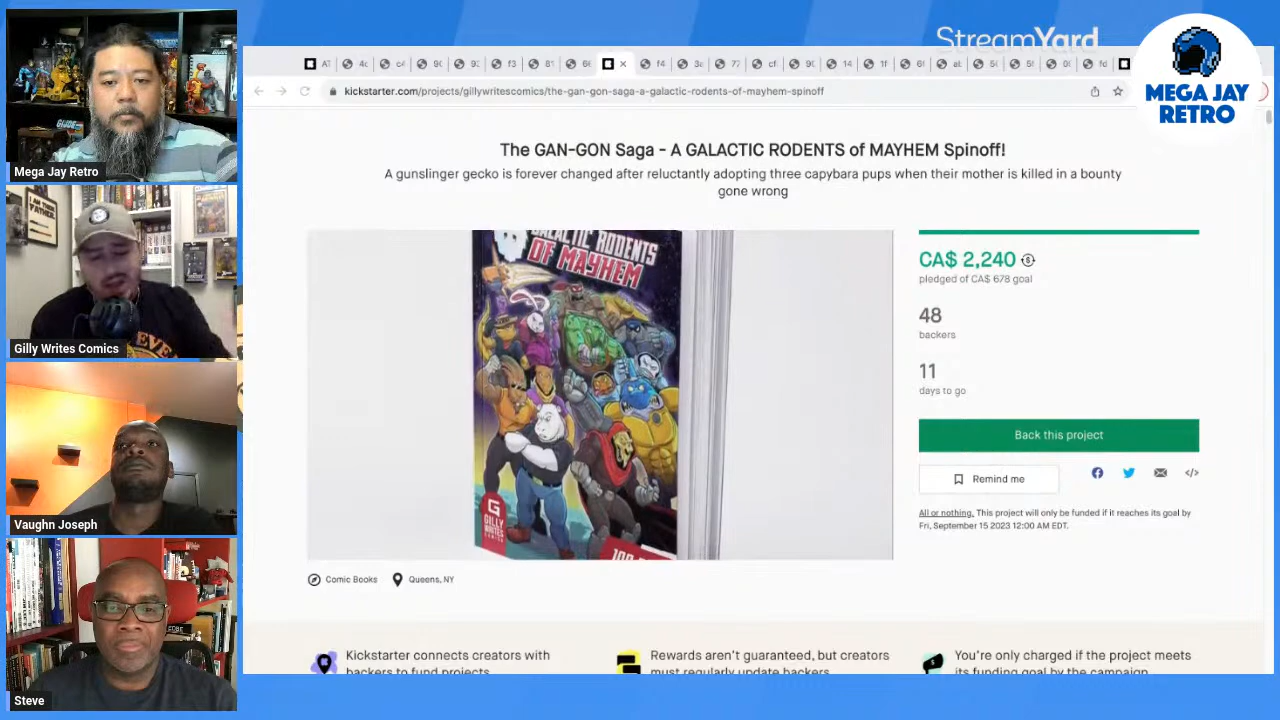 StreamYard
MEGA JAY
RETRO
kickstarter.com/projects/gillywritescomics/the-gan-gon-saga-a-galactic-rodents-of-mayhem-spinoff
The GAN-GON Saga - A GALACTIC RODENTS of MAYHEM Spinoff!
A gunslinger gecko is forever changed after reluctantly adopting three capybara pups when their mother is killed in a bounty
gone wrong
GALACTIC RODENTS
OF MAYHEM
G
GILLY
WRITES
COMICS
CA$ 2,240
pledged of CA$ 678 goal
48
backers
11
days to go
Back this project
Remind me
All or nothing. This project will only be funded if it reaches its goal by
Fri, September 15 2023 12:00 AM EDT.
Comic Books
Queens, NY
Kickstarter connects creators with
backers to fund projects.
Rewards aren't guaranteed, but creators
must regularly update backers.
You're only charged if the project meets
its funding goal by the campaign
I AM YOUR
FATHER.
G.I. JOE
Mega Jay Retro
Gilly Writes Comics
Vaughn Joseph
Steve